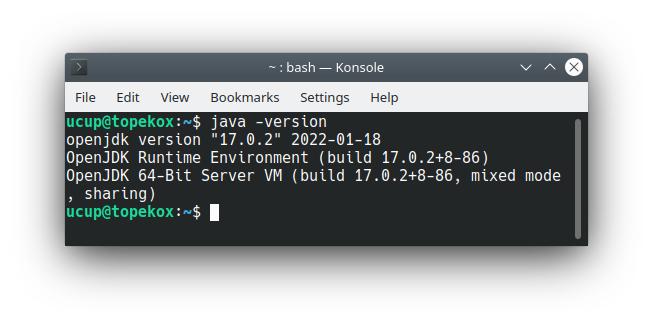 ~ : bash — Konsole
File Edit View Bookmarks Settings Help
ucup@topekox:~$ java -version
openjdk version "17.0.2" 2022-01-18
OpenJDK Runtime Environment (build 17.0.2+8-86)
OpenJDK 64-Bit Server VM (build 17.0.2+8-86, mixed mode
, sharing)
ucup@topekox:~$